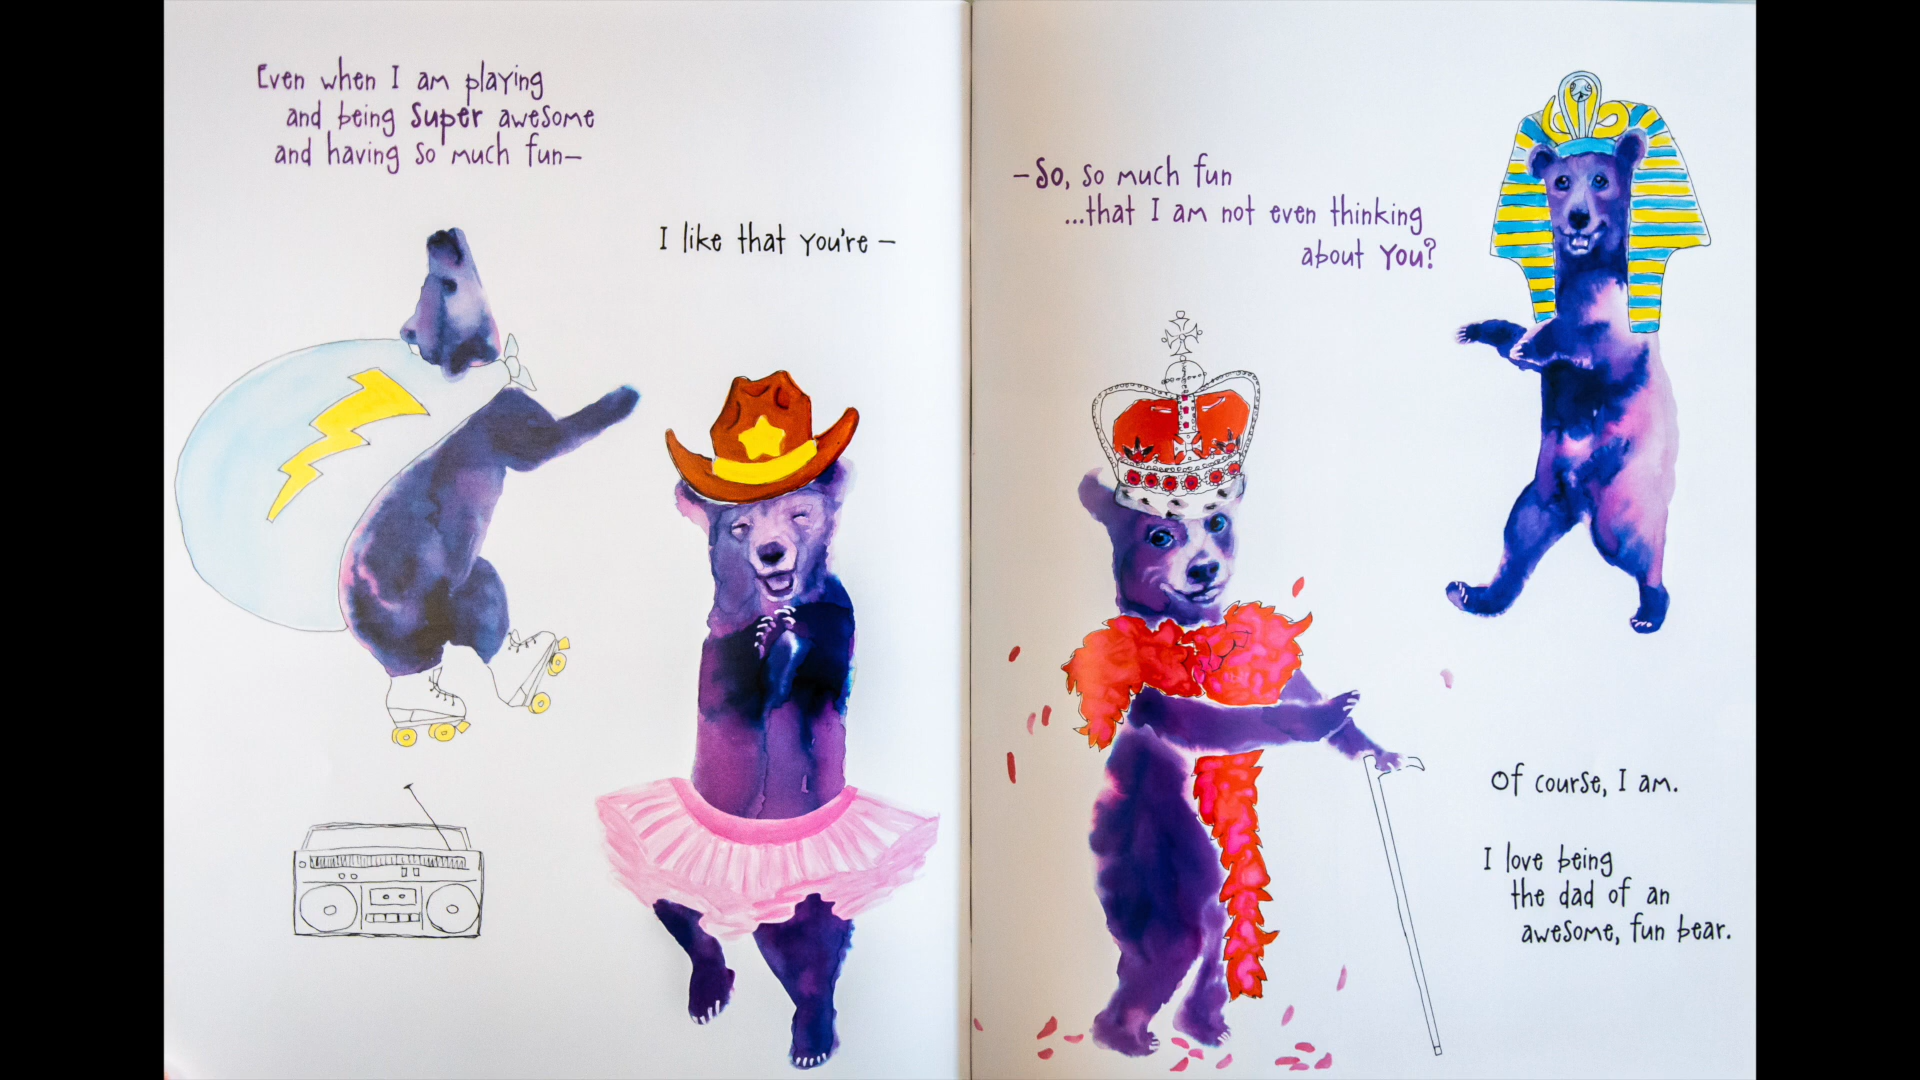 Even when I am playing
and being Super awesome
and having so much fun—
I like that you're –
– So, so much fun
...that I am not even thinking
about you?
Of course, I am.
I love being
the dad of an
awesome, fun bear.